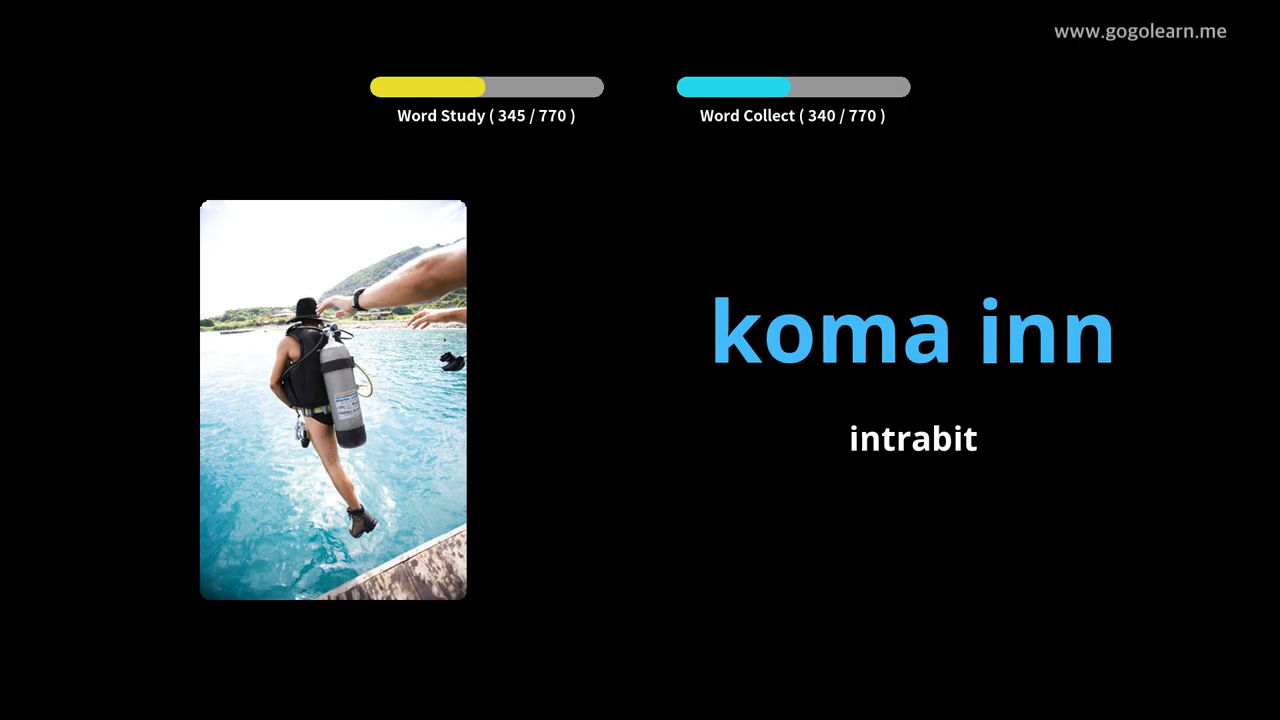 www.gogolearn.me
Word Study ( 345 / 770 )
Word Collect ( 340 / 770 )
koma inn
intrabit